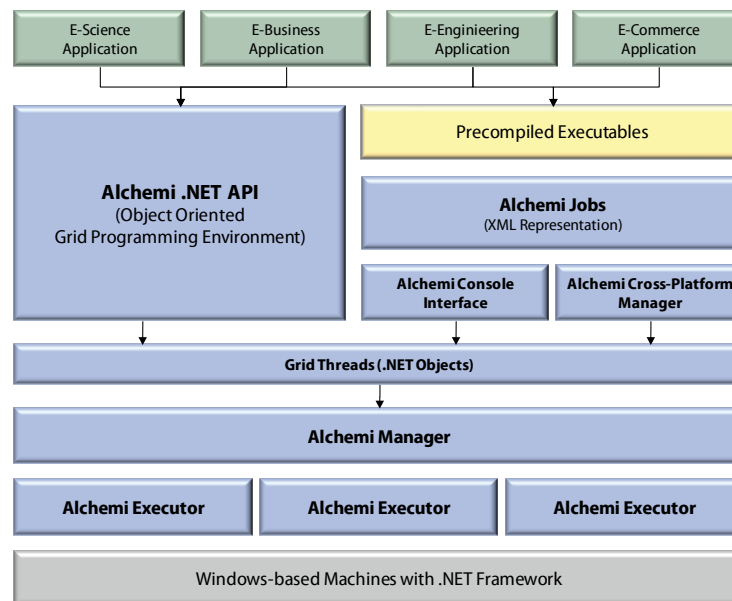 E-Science
Application
E-Business
Application
E-Engineering
Application
E-Commerce
Application
Precompiled Executables
Alchemi .NET API
(Object Oriented
Grid Programming Environment)
Alchemi Jobs
(XML Representation)
Alchemi Console
Interface
Alchemi Cross-Platform
Manager
Grid Threads (.NET Objects)
Alchemi Manager
Alchemi Executor
Alchemi Executor
Alchemi Executor
Windows-based Machines with .NET Framework